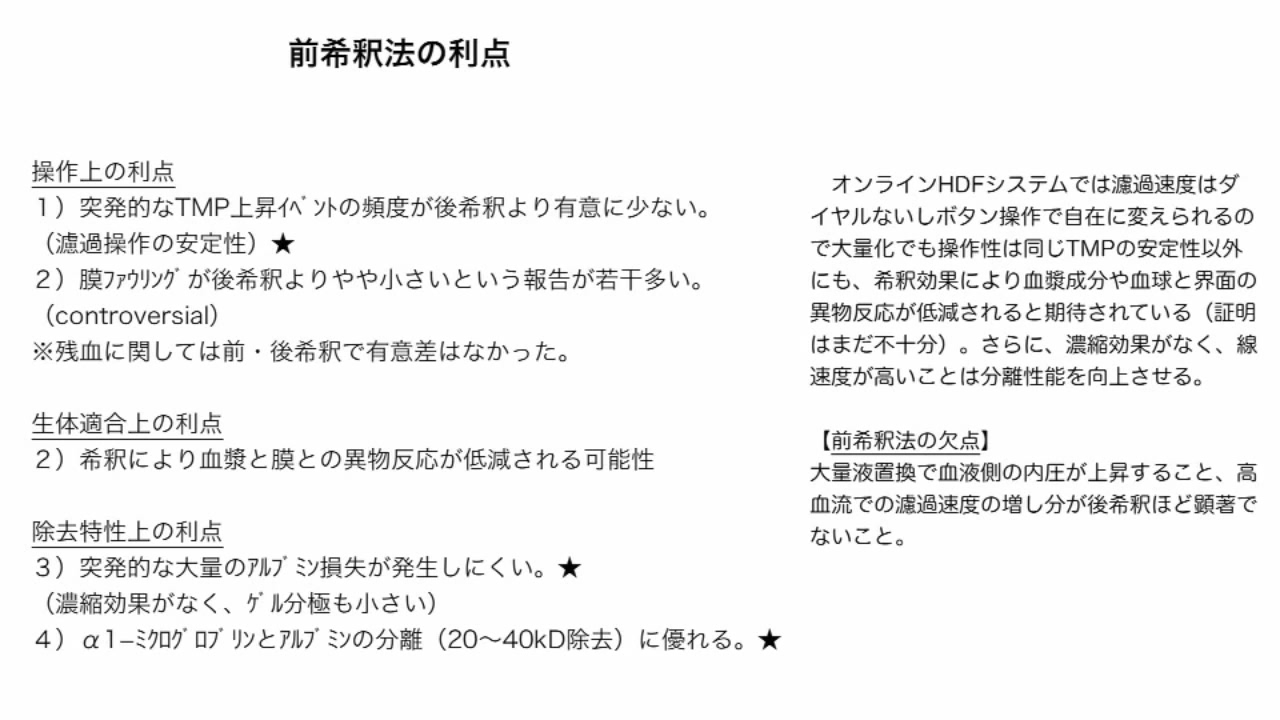 前希釈法の利点
操作上の利点
１）突発的なTMP上昇ｲﾍﾞﾝﾄの頻度が後希釈より有意に少ない。
（濾過操作の安定性）★
２）膜ﾌｧｳﾘﾝｸﾞが後希釈よりやや小さいという報告が若干多い。
（controversial）
※残血に関しては前・後希釈で有意差はなかった。
生体適合上の利点
２）希釈により血漿と膜との異物反応が低減される可能性
除去特性上の利点
３）突発的な大量のｱﾙﾌﾞﾐﾝ損失が発生しにくい。★
（濃縮効果がなく、ｹﾞﾙ分極も小さい）
４）α1–ﾐｸﾛｸﾞﾛﾌﾞﾘﾝとｱﾙﾌﾞﾐﾝの分離（20〜40kD除去）に優れる。★
オンラインHDFシステムでは濾過速度はダ
イヤルないしボタン操作で自在に変えられるの
で大量化でも操作性は同じTMPの安定性以外
にも、希釈効果により血漿成分や血球と界面の
異物反応が低減されると期待されている（証明
はまだ不十分）。さらに、濃縮効果がなく、線
速度が高いことは分離性能を向上させる。
【前希釈法の欠点】
大量液置換で血液側の内圧が上昇すること、高
血流での濾過速度の増し分が後希釈ほど顕著で
ないこと。